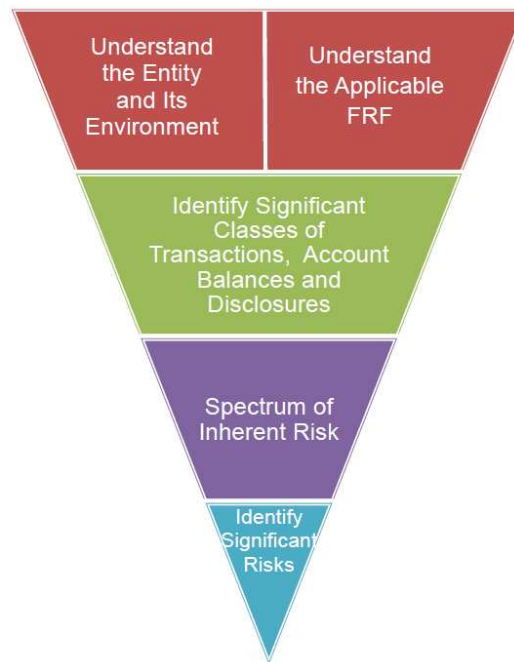 Understand
the Entity
and Its
Environment
Understand
the Applicable
FRF
Identify Significant
Classes of
Transactions, Account
Balances and
Disclosures
Spectrum of
Inherent Risk
Identify
Significant
Risks